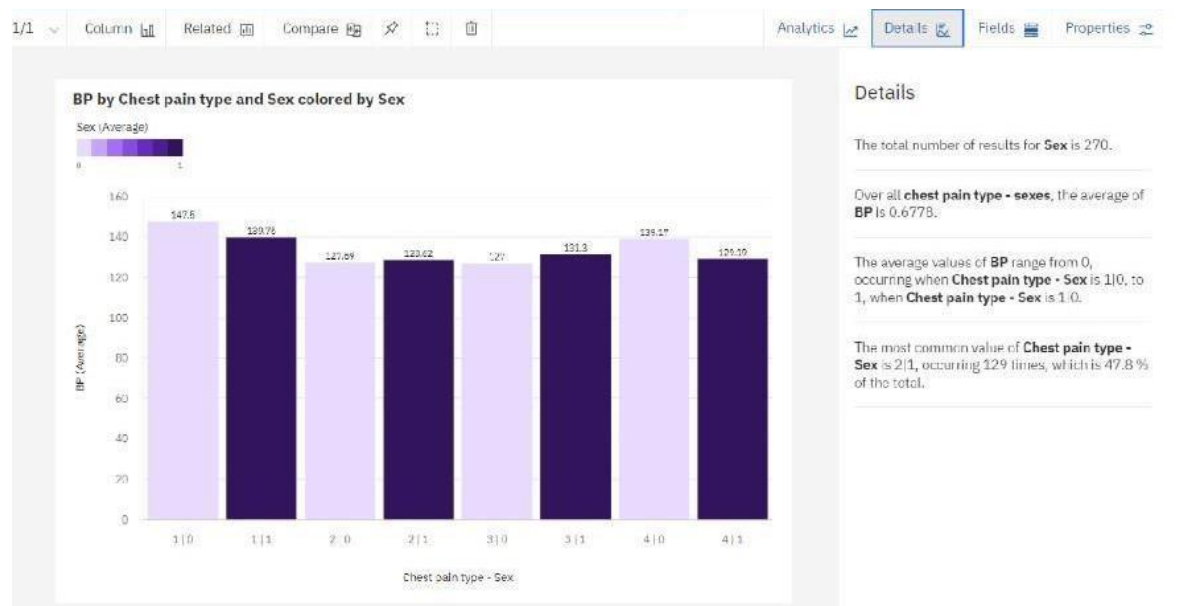 1/1 Column Related Compare Analytics Details Fields Properties
BP by Chest pain type and Sex colored by Sex
Sex (Average)
0 1
160
140
120
100
80
60
40
20
0
BP (Average)
147.5
139.76
127.69
128.62
127
131.3
139.17
129.19
1|0 1|1 2|0 2|1 3|0 3|1 4|0 4|1
Chest pain type - Sex
Details
The total number of results for Sex is 270.
Over all chest pain type - sexes, the average of
BP is 0.6778.
The average values of BP range from 0,
occurring when Chest pain type - Sex is 1|0, to
1, when Chest pain type - Sex is 1|0.
The most common value of Chest pain type -
Sex is 2|1, occurring 129 times, which is 47.8 %
of the total.